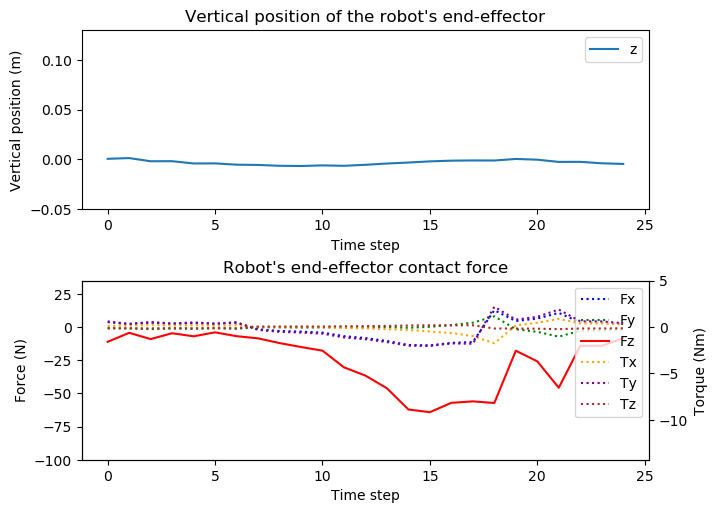 Vertical position of the robot's end-effector
Vertical position (m)
0.10
0.05
0.00
−0.05
z
0 5 10 15 20 25
Time step
Robot's end-effector contact force
Force (N)
25
0
−25
−50
−75
−100
Fx
Fy
Fz
Tx
Ty
Tz
5
0
−5
−10
Torque (Nm)
0 5 10 15 20 25
Time step